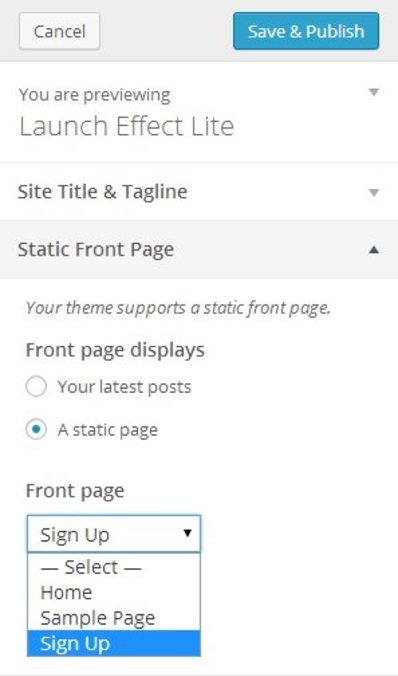 Cancel
Save & Publish
You are previewing
Launch Effect Lite
Site Title & Tagline
Static Front Page
Your theme supports a static front page.
Front page displays
Your latest posts
A static page
Front page
Sign Up
— Select —
Home
Sample Page
Sign Up